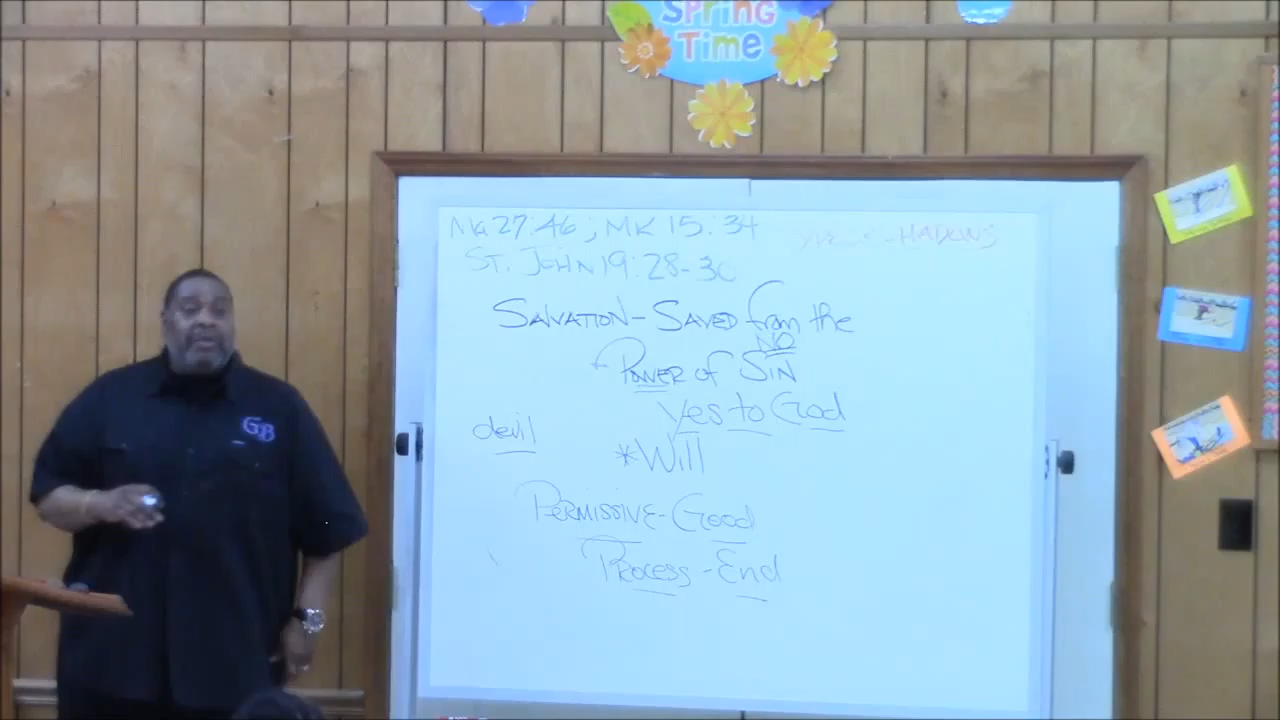 Spring
Time
Ma 27:46; MK 15:34
ST. JOHN 19:28-30
SALVATION - SAVED from the
NO
POWER of SIN
yes to God
devil
*Will
PERMISSIVE - Good
PROCESS - End
GB